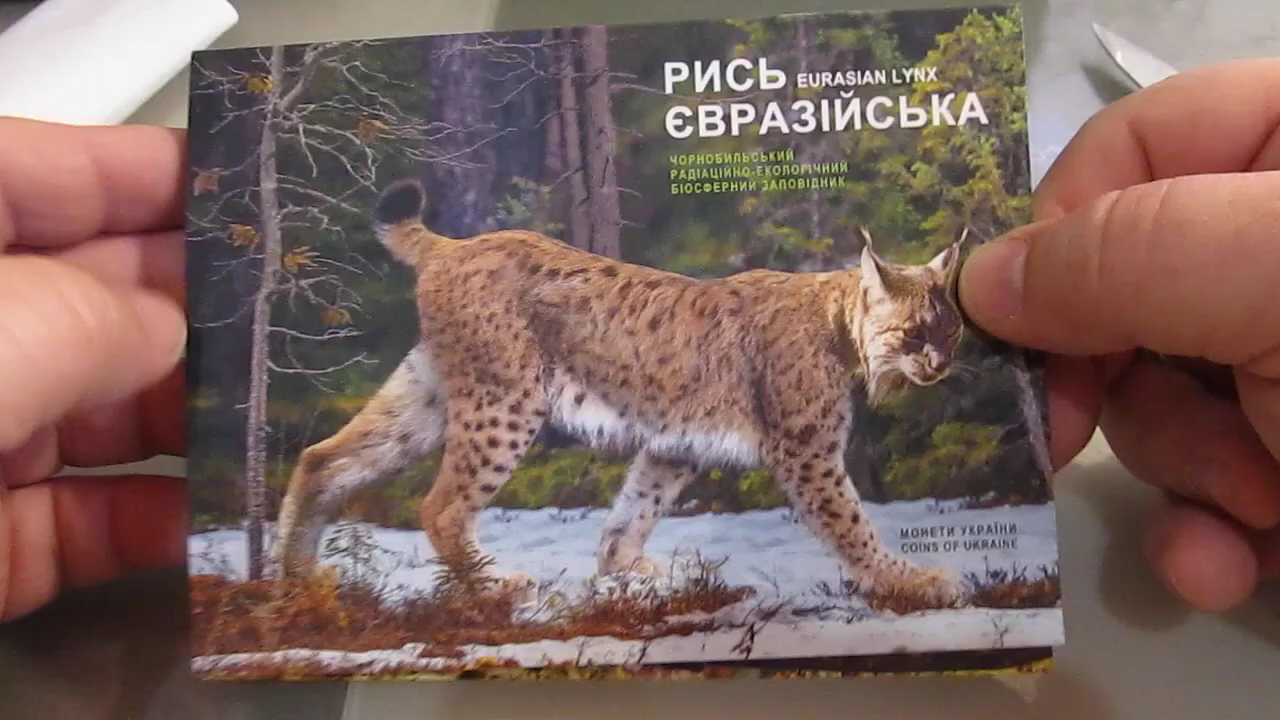 РИСЬ EURASIAN LYNX
ЄВРАЗІЙСЬКА
ЧОРНОБИЛЬСЬКИЙ
РАДІАЦІЙНО-ЕКОЛОГІЧНИЙ
БІОСФЕРНИЙ ЗАПОВІДНИК
МОНЕТИ УКРАЇНИ
COINS OF UKRAINE